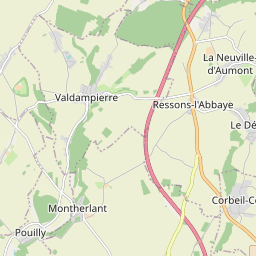 La Neuville-
d'Aumont
Valdampierre
Ressons-l'Abbaye
Le Dé
Corbeil-Ce
Montherlant
Pouilly